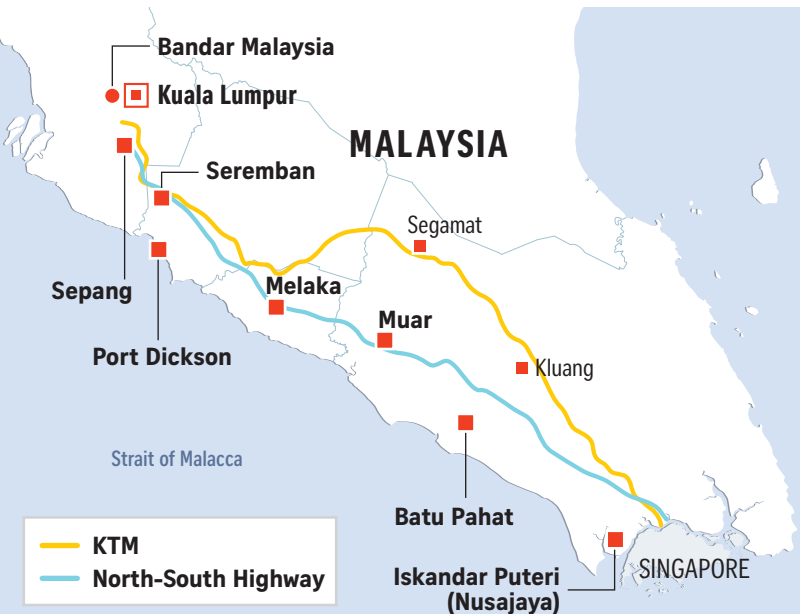 Bandar Malaysia
Kuala Lumpur
MALAYSIA
Seremban
Segamat
Sepang
Melaka
Muar
Port Dickson
Kluang
Strait of Malacca
Batu Pahat
KTM
North-South Highway
Iskandar Puteri
(Nusajaya)
SINGAPORE